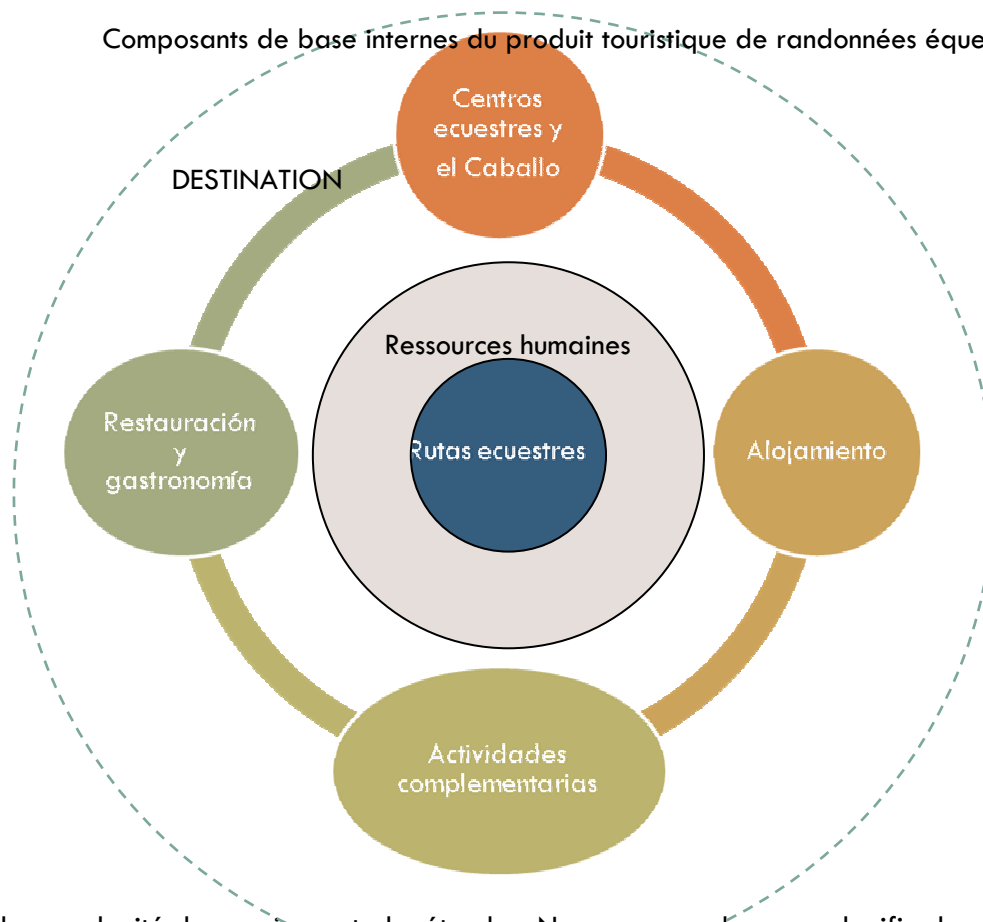 Composants de base internes du produit touristique de randonnées
Centros
ecuestres y
el Caballo
DESTINATION
Ressources humaines
Restauración
y
gastronomía
Rutas ecuestres
Alojamiento
Actividades
complementarias